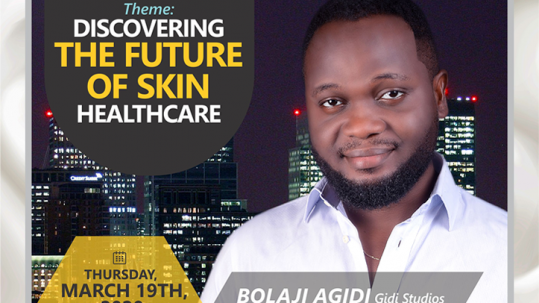 Theme:
DISCOVERING
THE FUTURE
OF SKIN
HEALTHCARE
THURSDAY,
MARCH 19TH,
BOLAJI AGIDI Gidi Studios